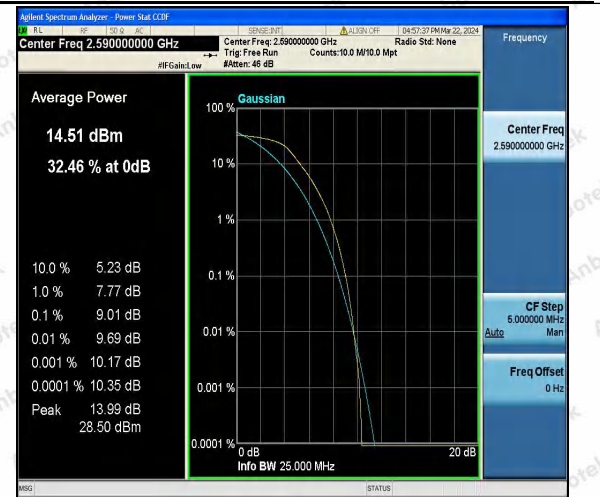 Agilent Spectrum Analyzer - Power Stat CCDF
RL RF 50 Ω AC SENSE:INT ALIGN OFF 04:57:37 PM Mar 22, 2024
Center Freq 2.590000000 GHz
Center Freq: 2.590000000 GHz Radio Std: None
Trig: Free Run Counts:10.0 M/10.0 Mpt
#IFGain:Low #Atten: 46 dB
Frequency
Average Power
14.51 dBm
32.46 % at 0dB
10.0 % 5.23 dB
1.0 % 7.77 dB
0.1 % 9.01 dB
0.01 % 9.69 dB
0.001 % 10.17 dB
0.0001 % 10.35 dB
Peak 13.99 dB
28.50 dBm
100 % Gaussian
10 %
1 %
0.1 %
0.01 %
0.001 %
0.0001 %
0 dB 20 dB
Info BW 25.000 MHz
Center Freq
2.590000000 GHz
CF Step
5.000000 MHz
Auto Man
Freq Offset
0 Hz
MSG STATUS